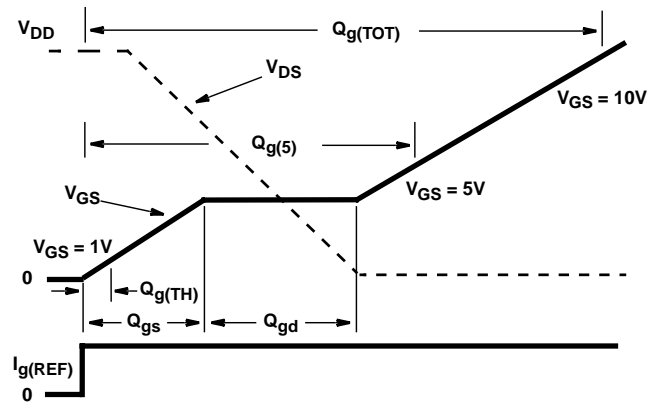 V_DD
Q_g(TOT)
V_DS
V_GS = 10V
Q_g(5)
V_GS
V_GS = 5V
V_GS = 1V
0
Q_g(TH)
Q_gs
Q_gd
I_g(REF)
0